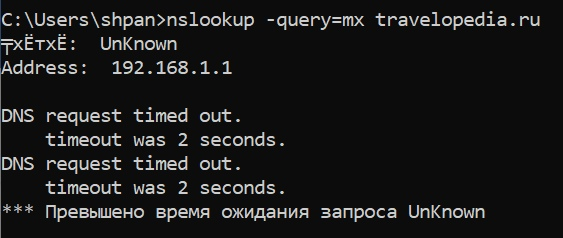 C:\Users\shpan>nslookup -query=mx travelopedia.ru
╤хЁтхЁ:  UnKnown
Address:  192.168.1.1

DNS request timed out.
    timeout was 2 seconds.
DNS request timed out.
    timeout was 2 seconds.
*** Превышено время ожидания запроса UnKnown